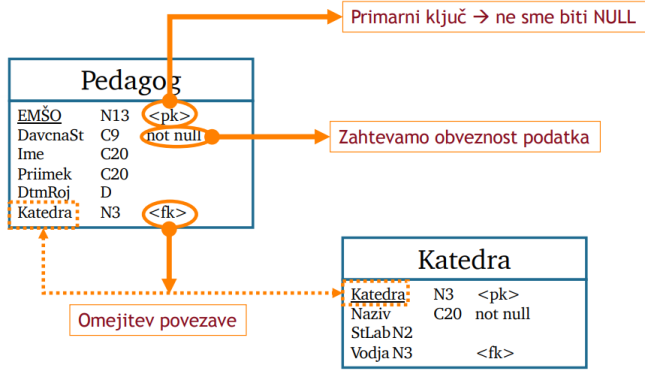 Primarni ključ → ne sme biti NULL
Pedagog
EMŠO N13 <pk>
DavcnaSt C9 not null
Ime C20
Priimek C20
DtmRoj D
Katedra N3 <fk>
Zahtevamo obveznost podatka
Omejitev povezave
Katedra
Katedra N3 <pk>
Naziv C20 not null
StLab N2
Vodja N3 <fk>